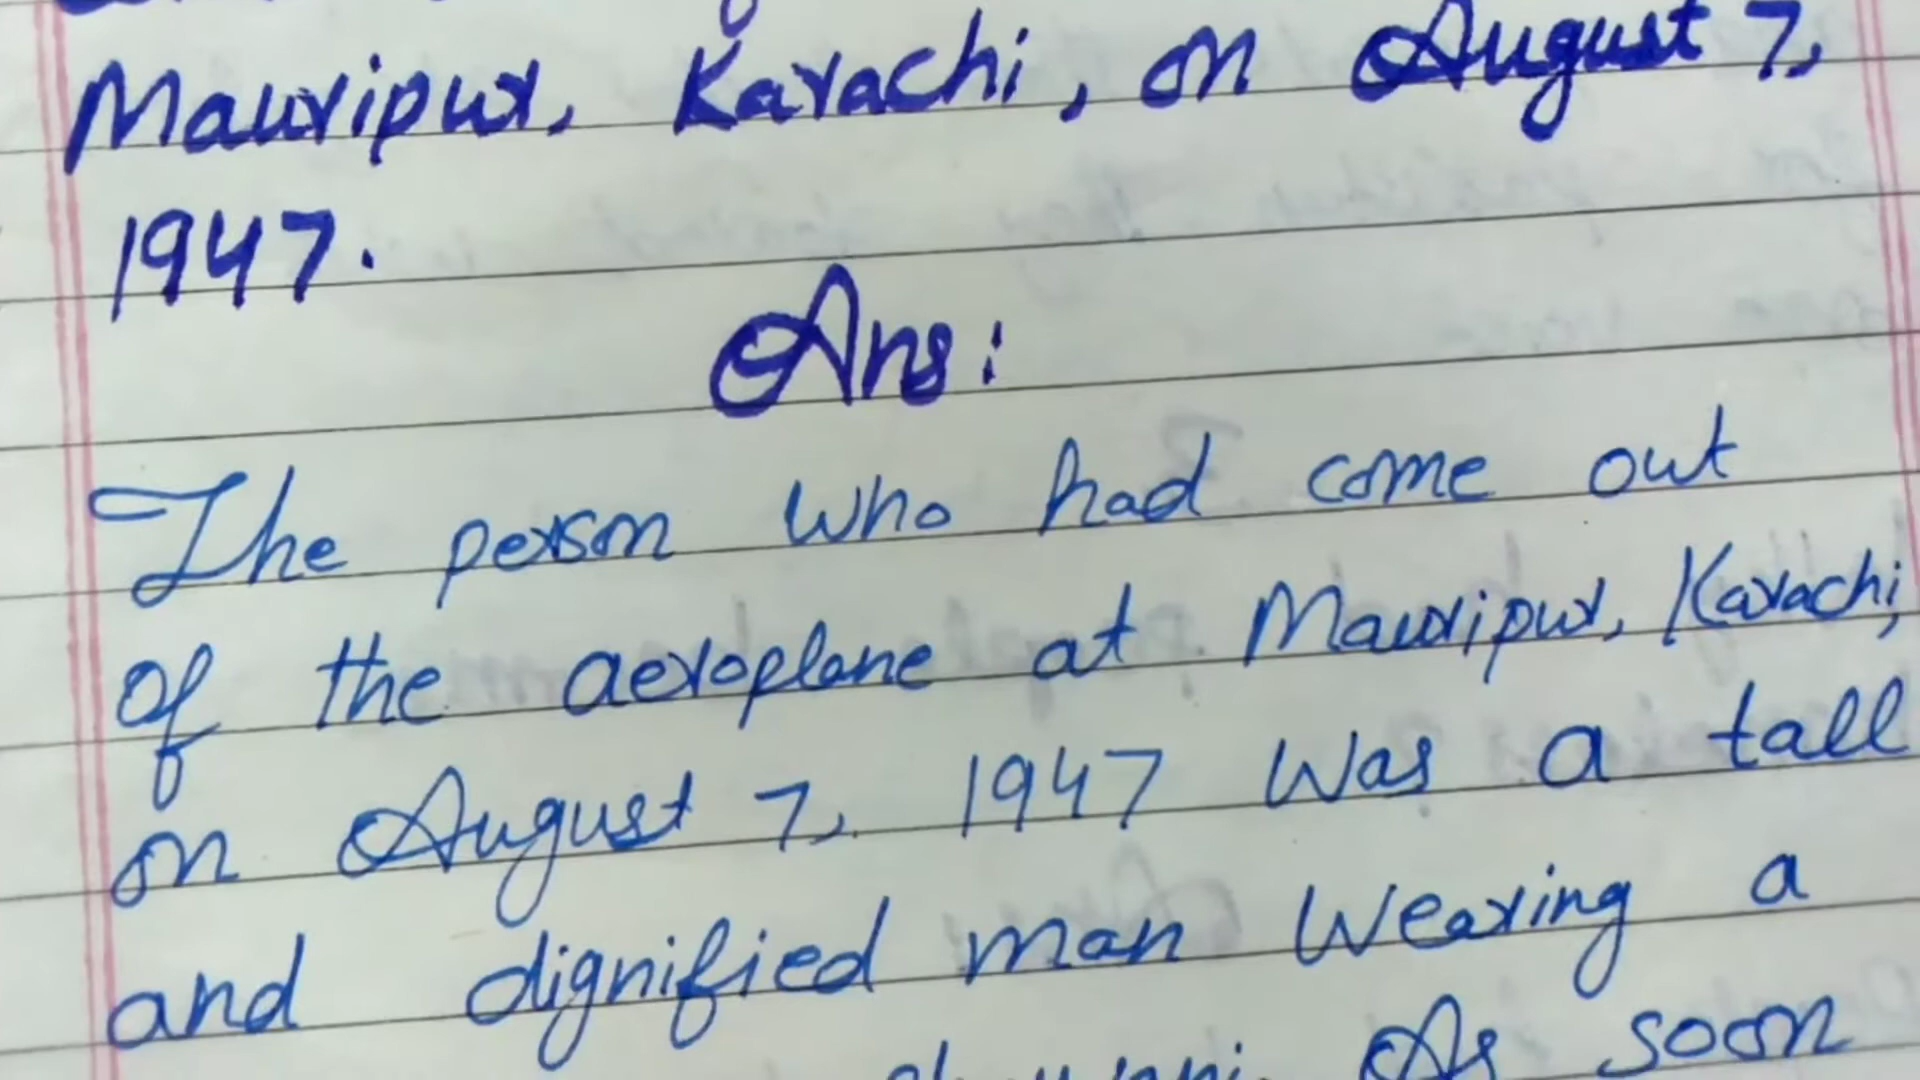 Mauripur, Karachi, on August 7,
1947.
Ans:
The person who had come out
of the aeroplane at Mauripur, Karachi,
on August 7, 1947 was a tall
and dignified man wearing a
As soon